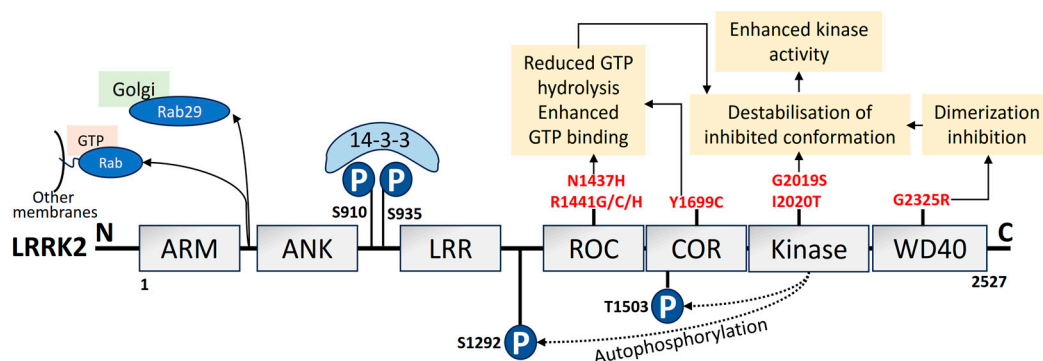 Enhanced kinase
activity
Reduced GTP
hydrolysis
Enhanced
GTP binding
Destabilisation of
inhibited conformation
Dimerization
inhibition
Golgi
Rab29
GTP
Rab
Other
membranes
14-3-3
P
P
S910
S935
N1437H
R1441G/C/H
Y1699C
G2019S
I2020T
G2325R
LRRK2
N
ARM
ANK
LRR
ROC
COR
Kinase
WD40
C
1
2527
T1503
P
S1292
P
Autophosphorylation